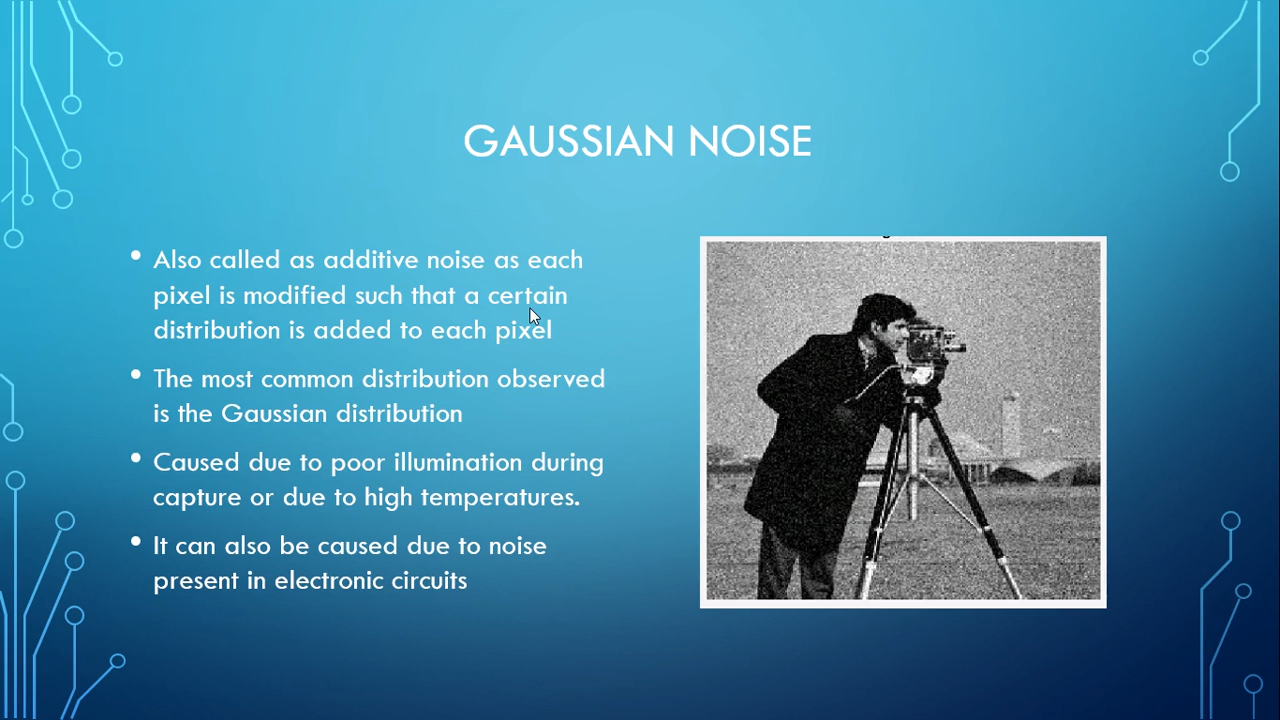 GAUSSIAN NOISE
• Also called as additive noise as each
pixel is modified such that a certain
distribution is added to each pixel
• The most common distribution observed
is the Gaussian distribution
• Caused due to poor illumination during
capture or due to high temperatures.
• It can also be caused due to noise
present in electronic circuits